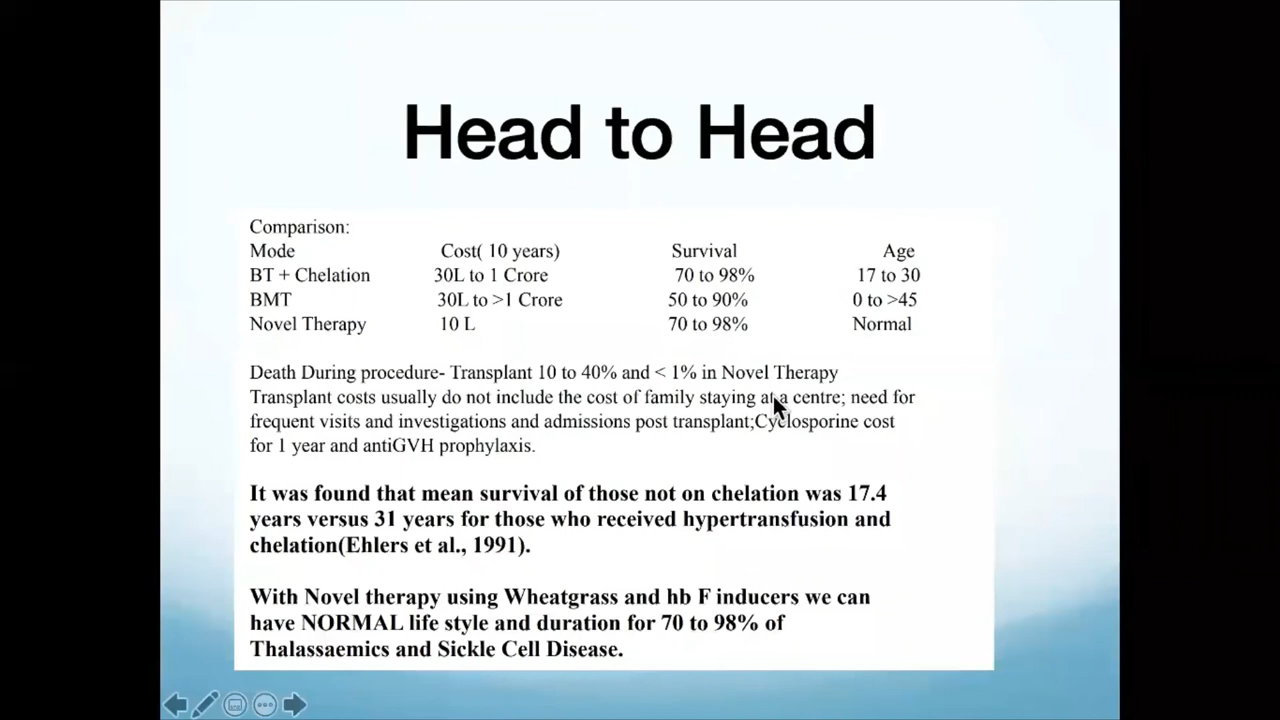 Head to Head
Comparison:
Mode Cost( 10 years) Survival Age
BT + Chelation 30L to 1 Crore 70 to 98% 17 to 30
BMT 30L to >1 Crore 50 to 90% 0 to >45
Novel Therapy 10 L 70 to 98% Normal
Death During procedure- Transplant 10 to 40% and < 1% in Novel Therapy
Transplant costs usually do not include the cost of family staying at a centre; need for
frequent visits and investigations and admissions post transplant;Cyclosporine cost
for 1 year and antiGVH prophylaxis.
It was found that mean survival of those not on chelation was 17.4
years versus 31 years for those who received hypertransfusion and
chelation(Ehlers et al., 1991).
With Novel therapy using Wheatgrass and hb F inducers we can
have NORMAL life style and duration for 70 to 98% of
Thalassaemics and Sickle Cell Disease.